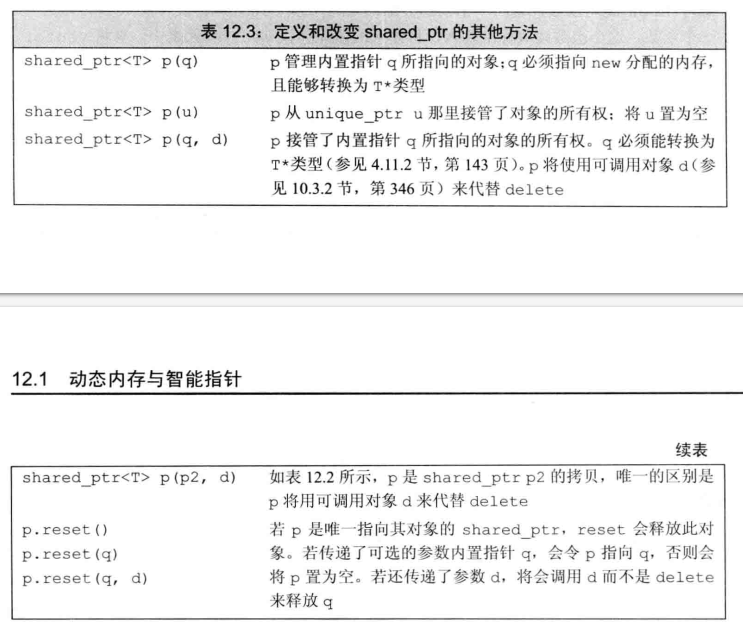 表 12.3：定义和改变 shared_ptr 的其他方法
shared_ptr<T> p(q) p 管理内置指针 q 所指向的对象；q 必须指向 new 分配的内存，
且能够转换为 T*类型
shared_ptr<T> p(u) p 从 unique_ptr u 那里接管了对象的所有权；将 u 置为空
shared_ptr<T> p(q, d) p 接管了内置指针 q 所指向的对象的所有权。q 必须能转换为
T*类型（参见 4.11.2 节，第 143 页）。p 将使用可调用对象 d（参
见 10.3.2 节，第 346 页）来代替 delete
12.1 动态内存与智能指针
续表
shared_ptr<T> p(p2, d) 如表 12.2 所示，p 是 shared_ptr p2 的拷贝，唯一的区别是
p 将用可调用对象 d 来代替 delete
p.reset() 若 p 是唯一指向其对象的 shared_ptr，reset 会释放此对
p.reset(q) 象。若传递了可选的参数内置指针 q，会令 p 指向 q，否则会
p.reset(q, d) 将 p 置为空。若还传递了参数 d，将会调用 d 而不是 delete
来释放 q